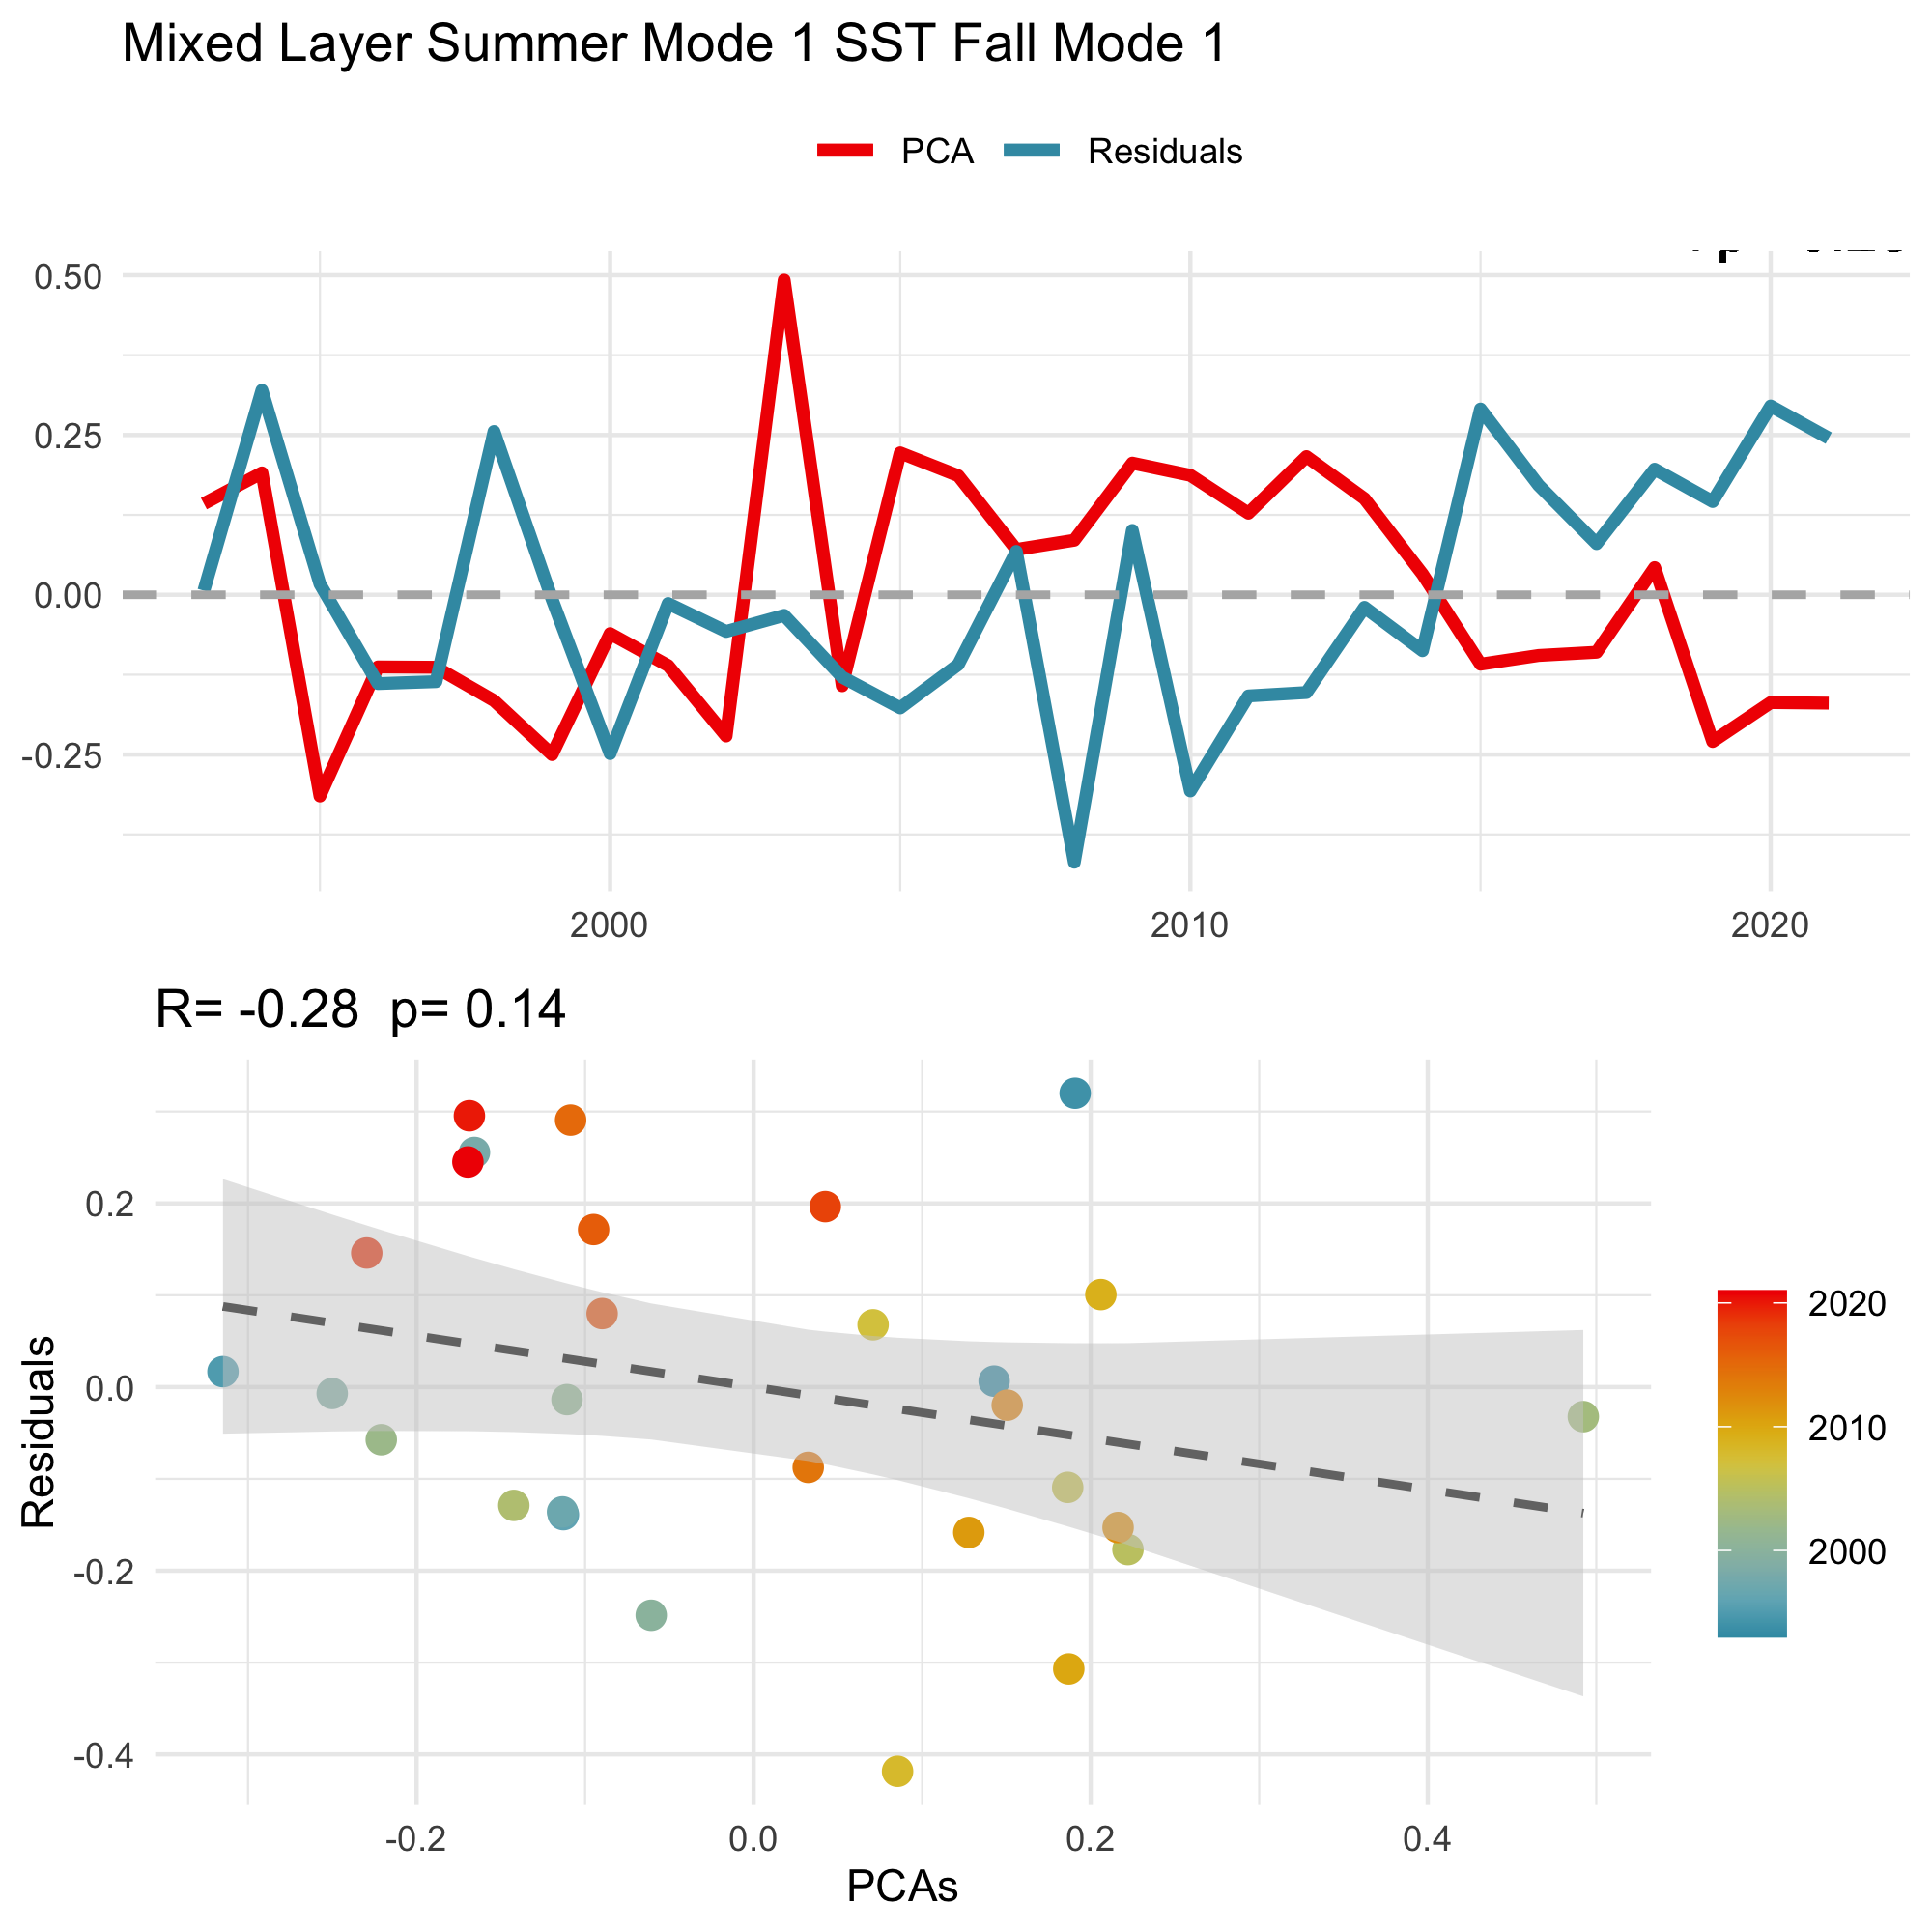 Mixed Layer Summer Mode 1 SST Fall Mode 1
PCA Residuals
0.50
0.25
0.00
-0.25
2000 2010 2020
R= -0.28  p= 0.14
Residuals
0.2
0.0
-0.2
-0.4
-0.2 0.0 0.2 0.4
PCAs
2020
2010
2000